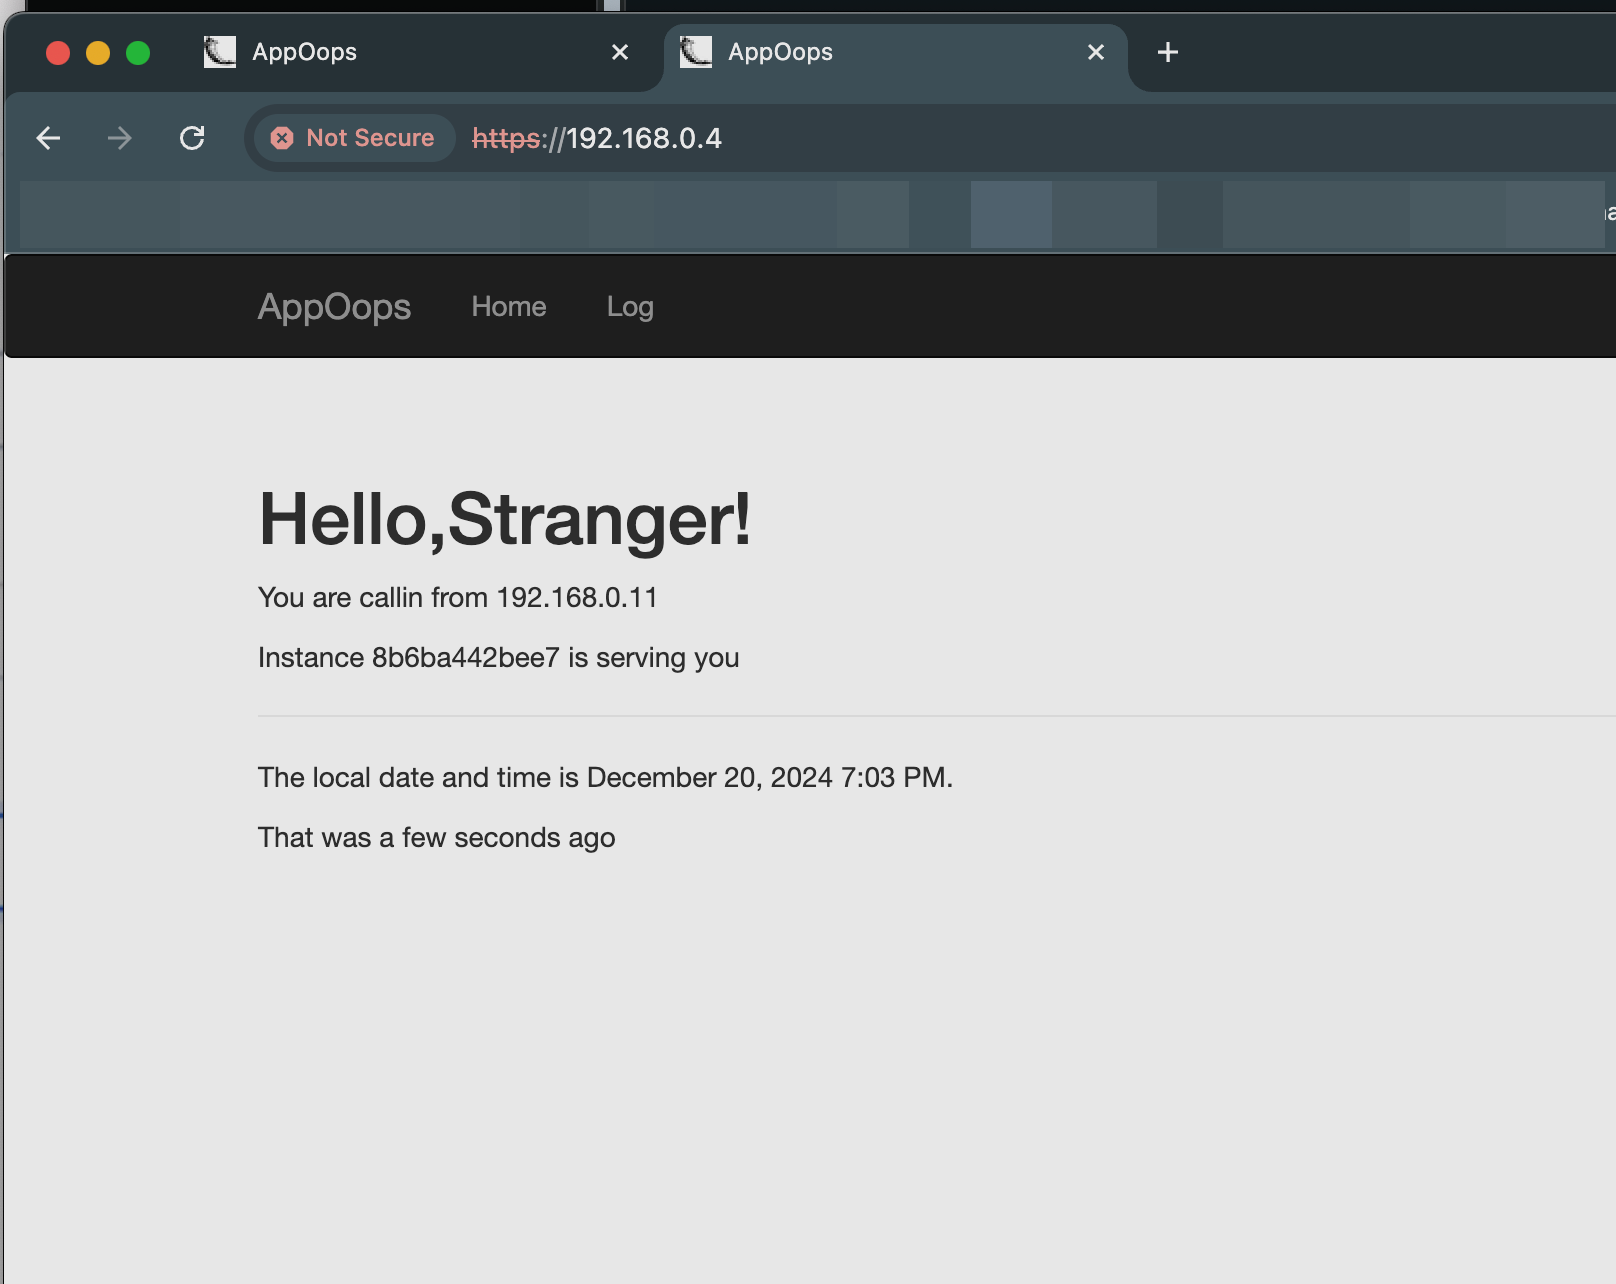 AppOops
AppOops
Not Secure https://192.168.0.4
AppOops Home Log
Hello,Stranger!
You are callin from 192.168.0.11
Instance 8b6ba442bee7 is serving you
The local date and time is December 20, 2024 7:03 PM.
That was a few seconds ago